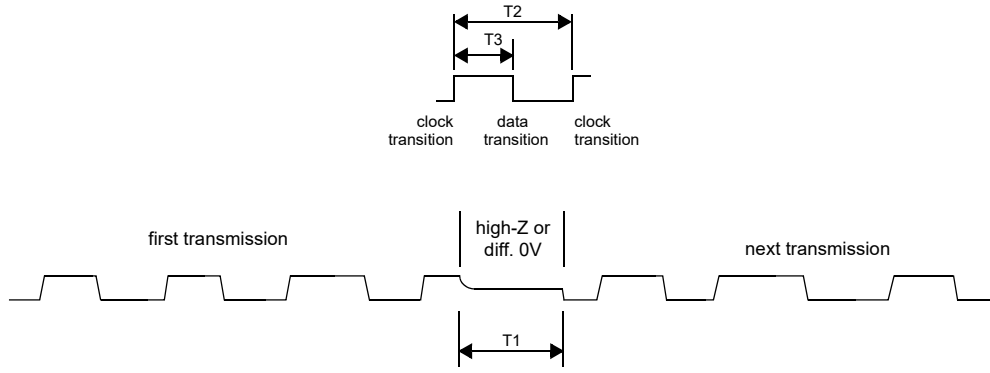 T2
T3
clock
transition
data
transition
clock
transition
first transmission
high-Z or
diff. 0V
next transmission
T1